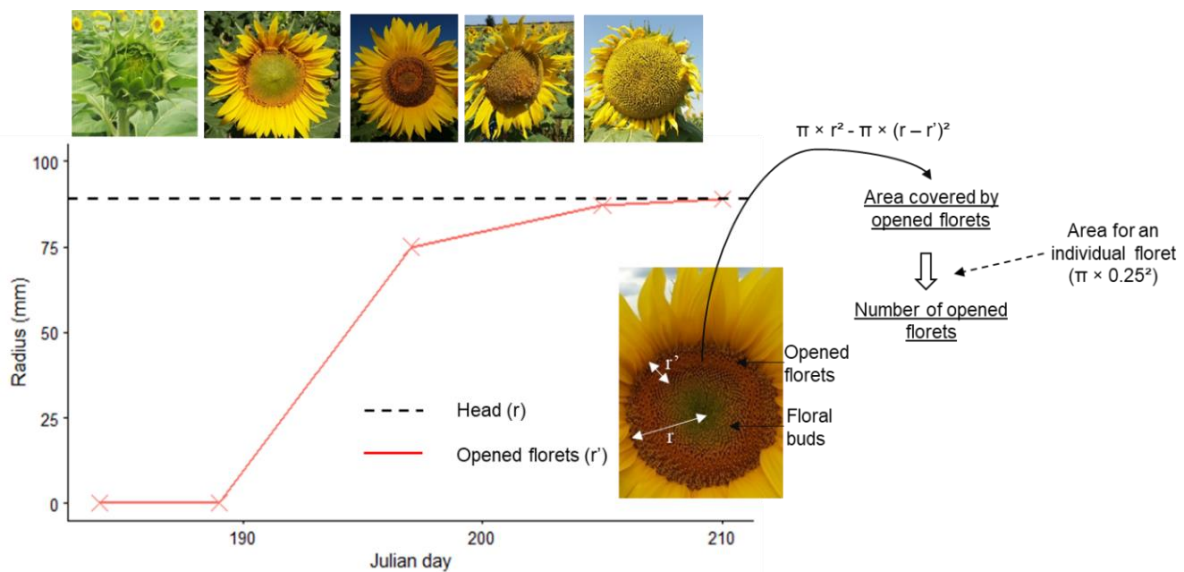 π × r² - π × (r – r')²
Area covered by
opened florets
Area for an
individual floret
(π × 0.25²)
Number of opened
florets
100
75
50
25
0
Radius (mm)
Head (r)
Opened florets (r')
190
200
210
Julian day
r'
r
Opened
florets
Floral
buds